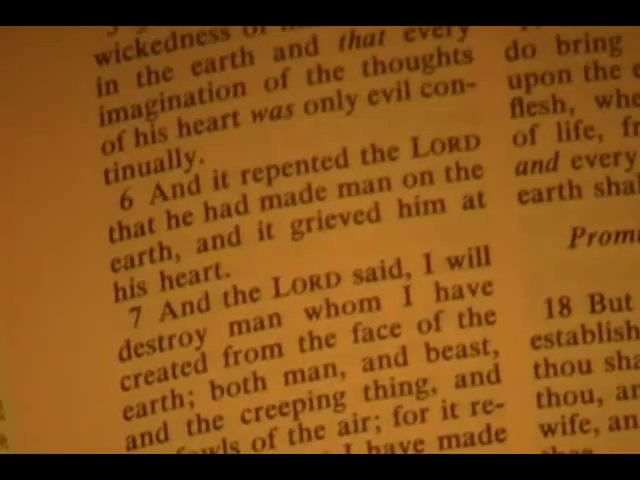 wickedness of
in the earth and that every
imagination of the thoughts
of his heart was only evil con-
tinually.
6 And it repented the LORD
that he had made man on the
earth, and it grieved him at
his heart.
7 And the LORD said, I will
destroy man whom I have
created from the face of the
earth; both man, and beast,
and the creeping thing, and
fowls of the air; for it re-
I have made
do bring
upon the e
flesh, whe
of life, fr
and every
earth shal
Promi
18 But
establish
thou sha
thou, an
wife, an
thee